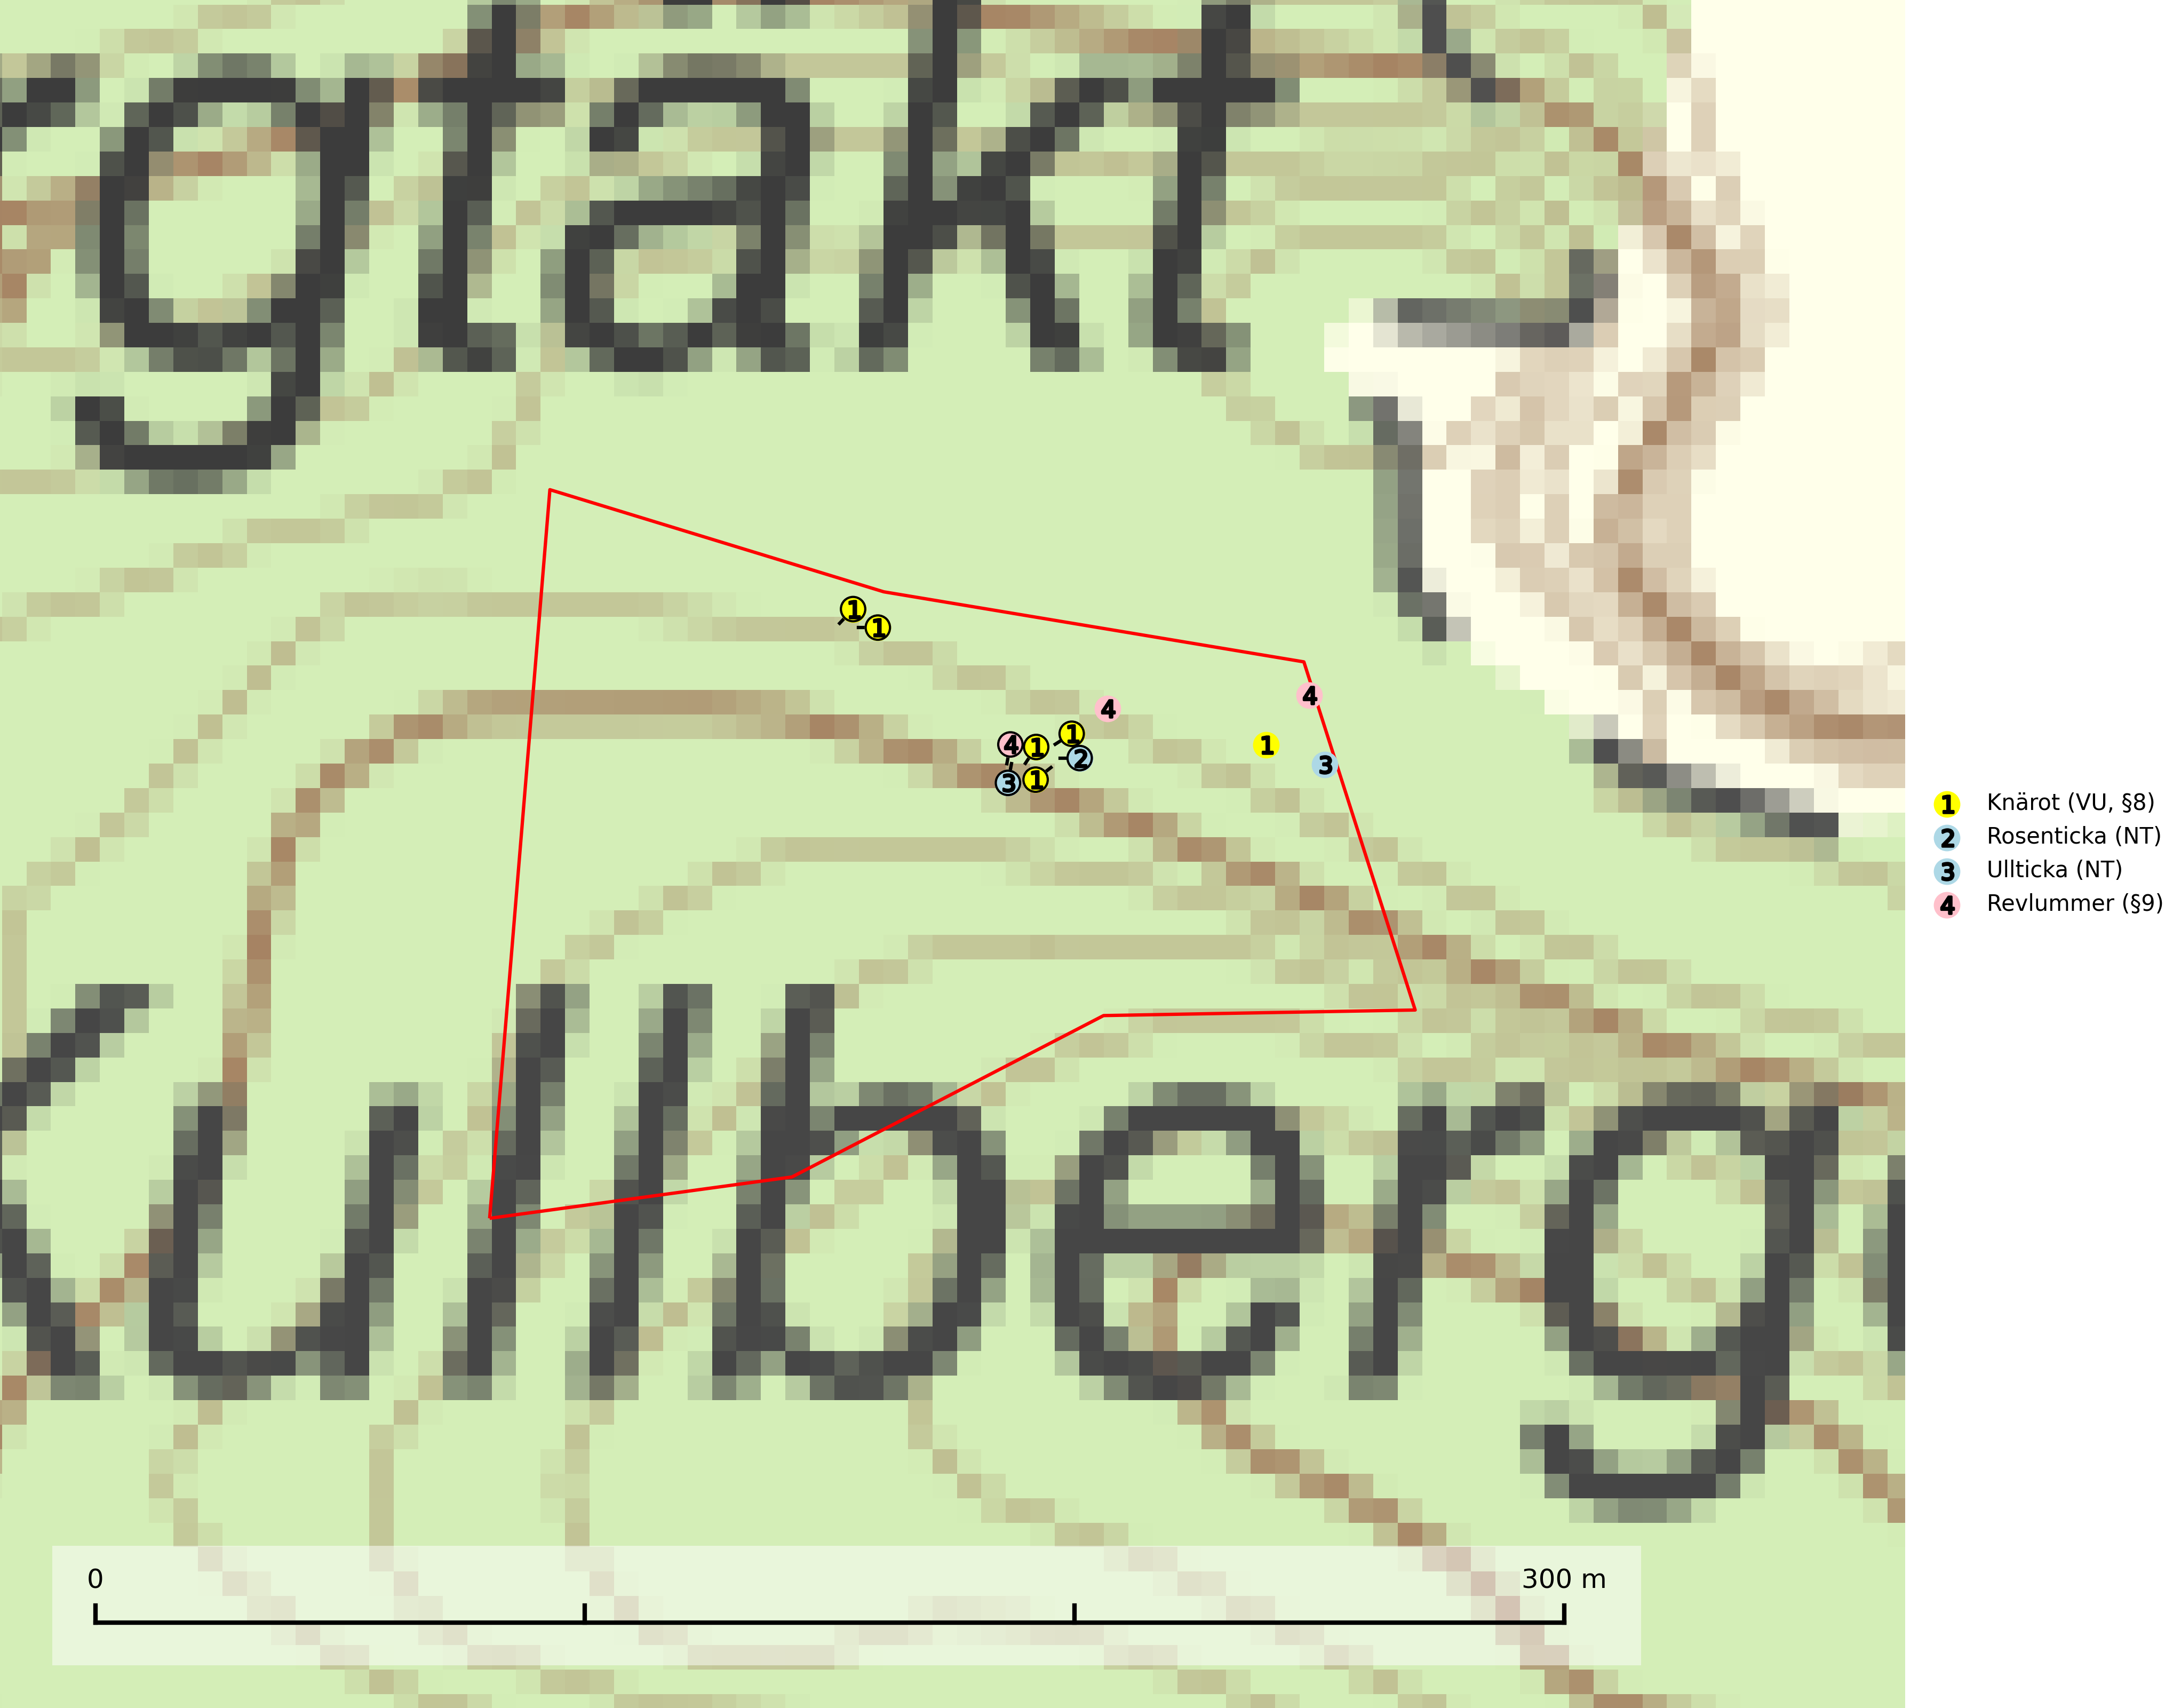 gtakt
1
1
4
4
4
1
1
1
2
3
1
3
Knärot (VU, §8)
1
Rosenticka (NT)
2
Ullticka (NT)
3
Revlummer (§9)
4
ullberg
0
300 m